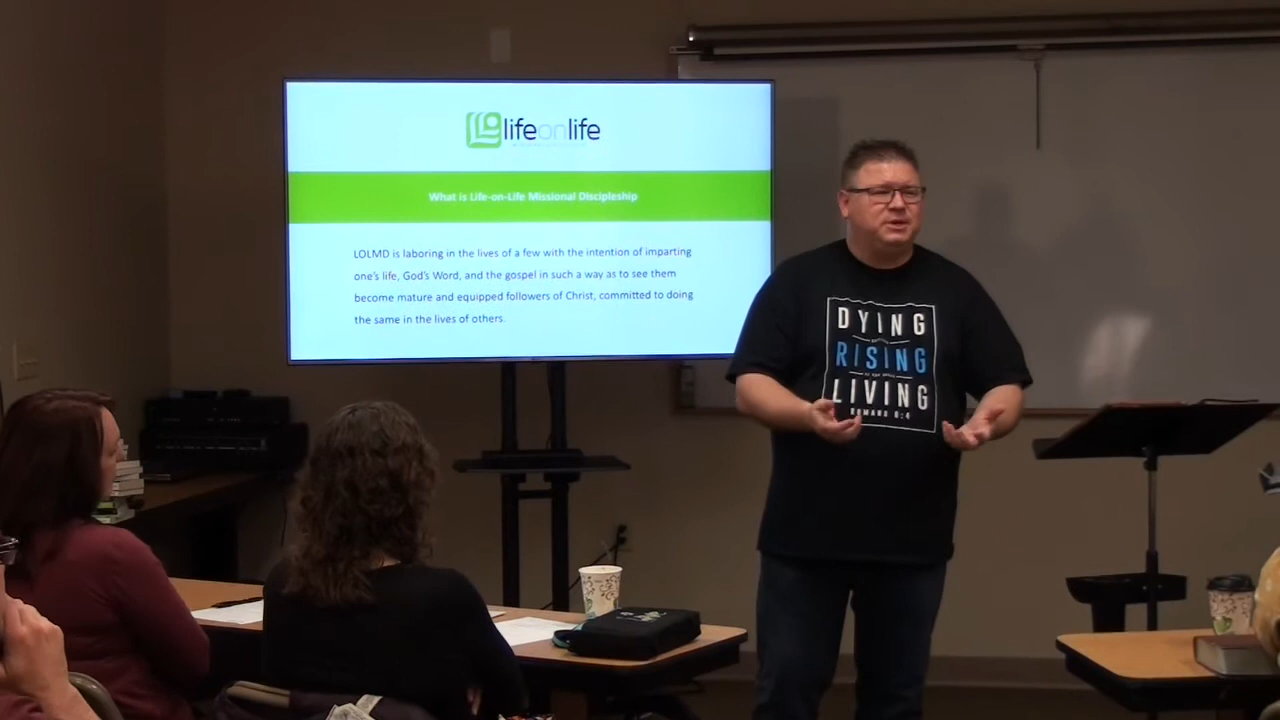 LO lifeonlife
What is Life-on-Life Missional Discipleship
LOLMD is laboring in the lives of a few with the intention of imparting
one's life, God's Word, and the gospel in such a way as to see them
become mature and equipped followers of Christ, committed to doing
the same in the lives of others.
DYING
RISING
LIVING
ROMANS 6:4